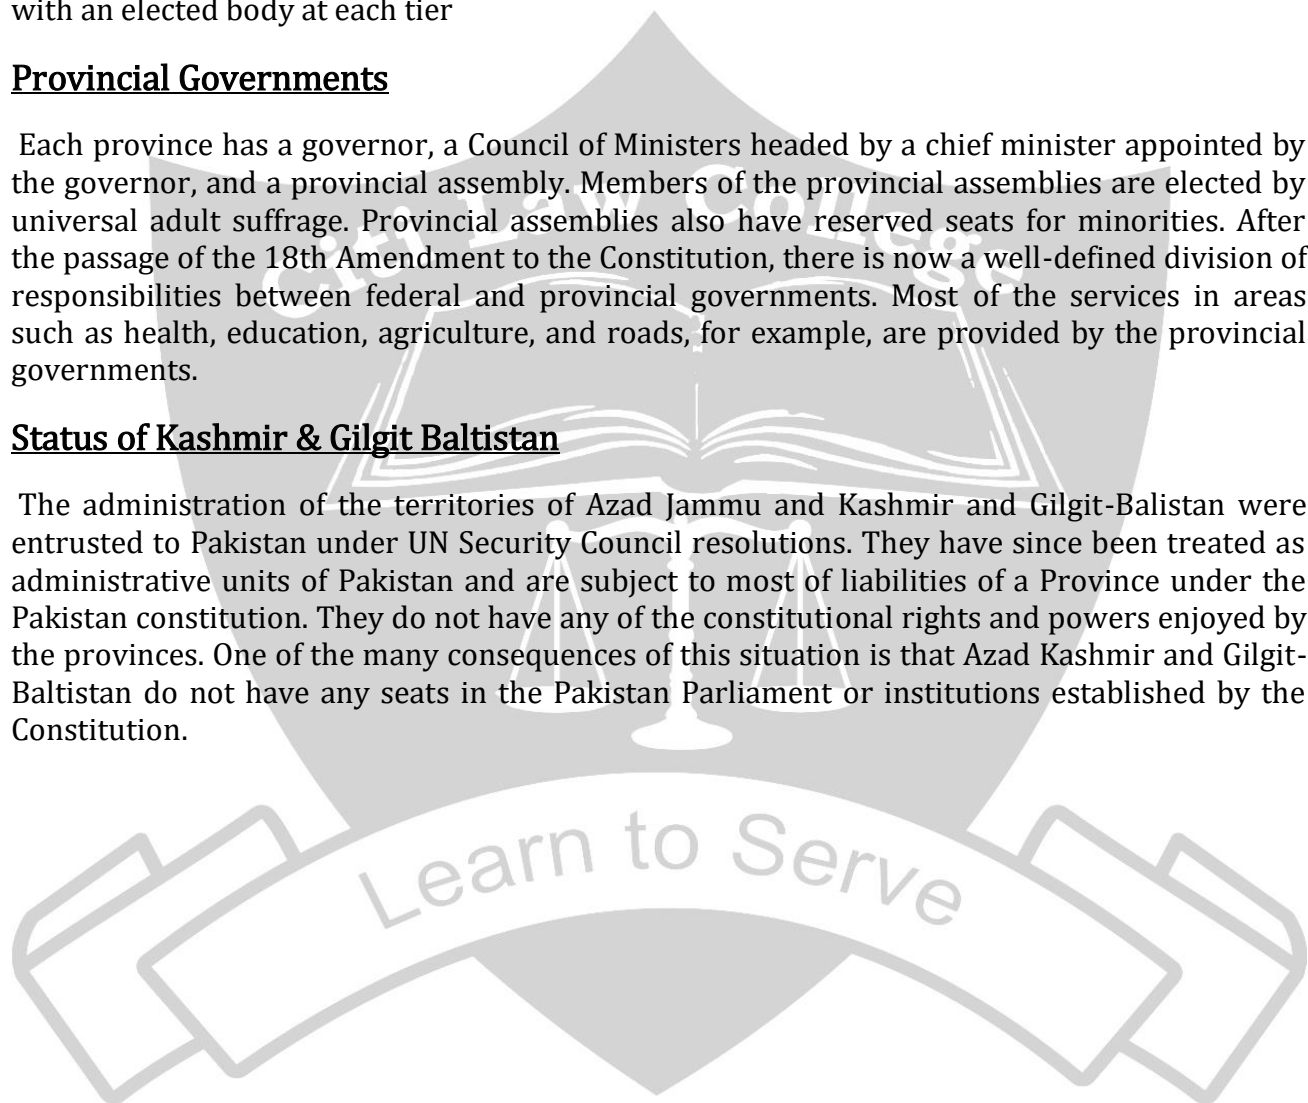 with an elected body at each tier
Provincial Governments
Each province has a governor, a Council of Ministers headed by a chief minister appointed by
the governor, and a provincial assembly. Members of the provincial assemblies are elected by
universal adult suffrage. Provincial assemblies also have reserved seats for minorities. After
the passage of the 18th Amendment to the Constitution, there is now a well-defined division of
responsibilities between federal and provincial governments. Most of the services in areas
such as health, education, agriculture, and roads, for example, are provided by the provincial
governments.
Status of Kashmir & Gilgit Baltistan
The administration of the territories of Azad Jammu and Kashmir and Gilgit-Balistan were
entrusted to Pakistan under UN Security Council resolutions. They have since been treated as
administrative units of Pakistan and are subject to most of liabilities of a Province under the
Pakistan constitution. They do not have any of the constitutional rights and powers enjoyed by
the provinces. One of the many consequences of this situation is that Azad Kashmir and Gilgit-
Baltistan do not have any seats in the Pakistan Parliament or institutions established by the
Constitution.
Citi Law College
Learn to Serve